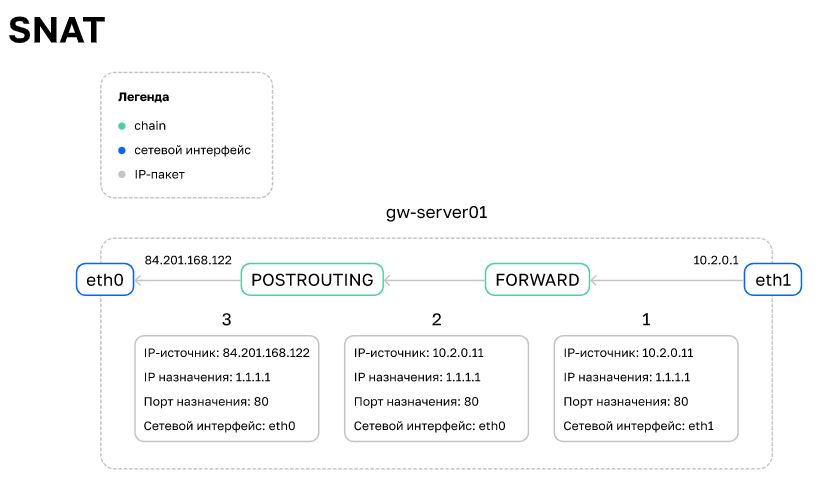 SNAT
Легенда
chain
сетевой интерфейс
IP-пакет
gw-server01
84.201.168.122
10.2.0.1
eth0
POSTROUTING
FORWARD
eth1
3
2
1
IP-источник: 84.201.168.122
IP назначения: 1.1.1.1
Порт назначения: 80
Сетевой интерфейс: eth0
IP-источник: 10.2.0.11
IP назначения: 1.1.1.1
Порт назначения: 80
Сетевой интерфейс: eth0
IP-источник: 10.2.0.11
IP назначения: 1.1.1.1
Порт назначения: 80
Сетевой интерфейс: eth1